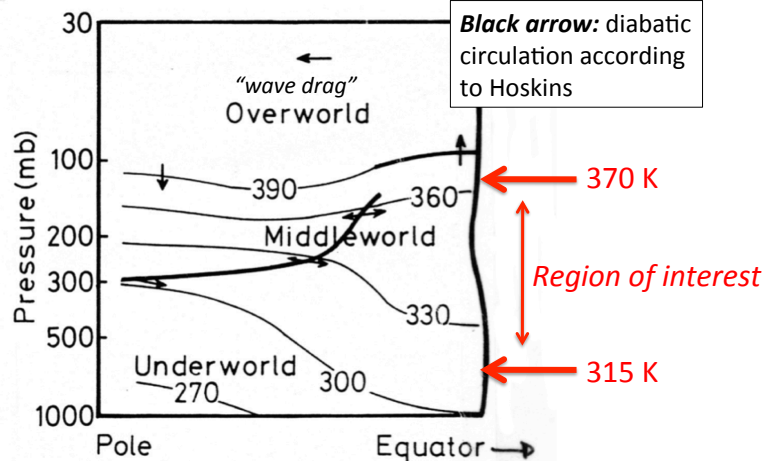 Black arrow: diabatic
circulation according
to Hoskins
30
"wave drag"
Overworld
Pressure (mb)
100
370 K
390
360
200
Middleworld
Region of interest
300
330
500
Underworld
300
315 K
270
1000
Pole
Equator